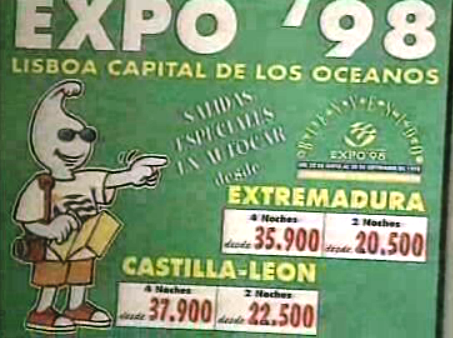 EXPO '98
LISBOA CAPITAL DE LOS OCEANOS
SALIDAS
ESPECIALES
EN AUTOCAR
desde
BIENVENIDO
EXPO'98
EXTREMADURA
4 Noches
desde 35.900
2 Noches
desde 20.500
CASTILLA-LEON
4 Noches
desde 37.900
2 Noches
desde 22.500